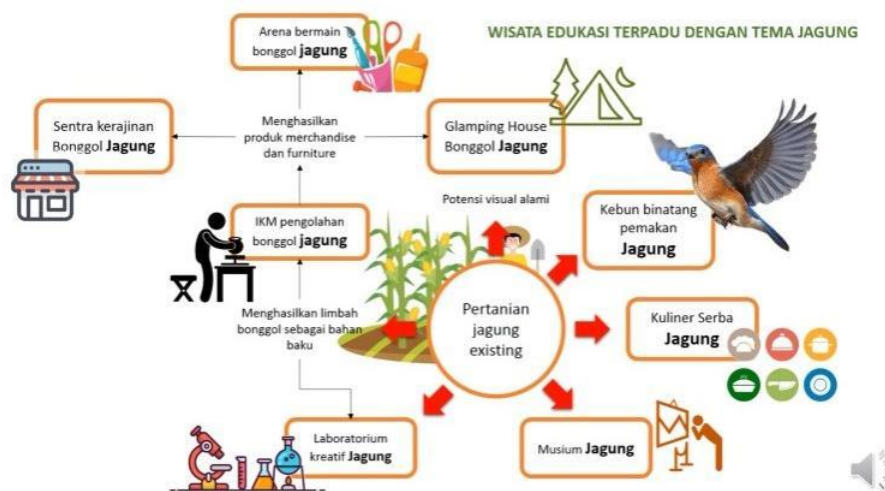 WISATA EDUKASI TERPADU DENGAN TEMA JAGUNG
Arena bermain
bonggol jagung
Sentra kerajinan
Bonggol Jagung
Menghasilkan
produk merchandise
dan furniture
Glamping House
Bonggol Jagung
Potensi visual alami
Kebun binatang
pemakan
Jagung
IKM pengolahan
bonggol jagung
Menghasilkan limbah
bonggol sebagai bahan
baku
Pertanian
jagung
existing
Kuliner Serba
Jagung
Laboratorium
kreatif Jagung
Musium Jagung